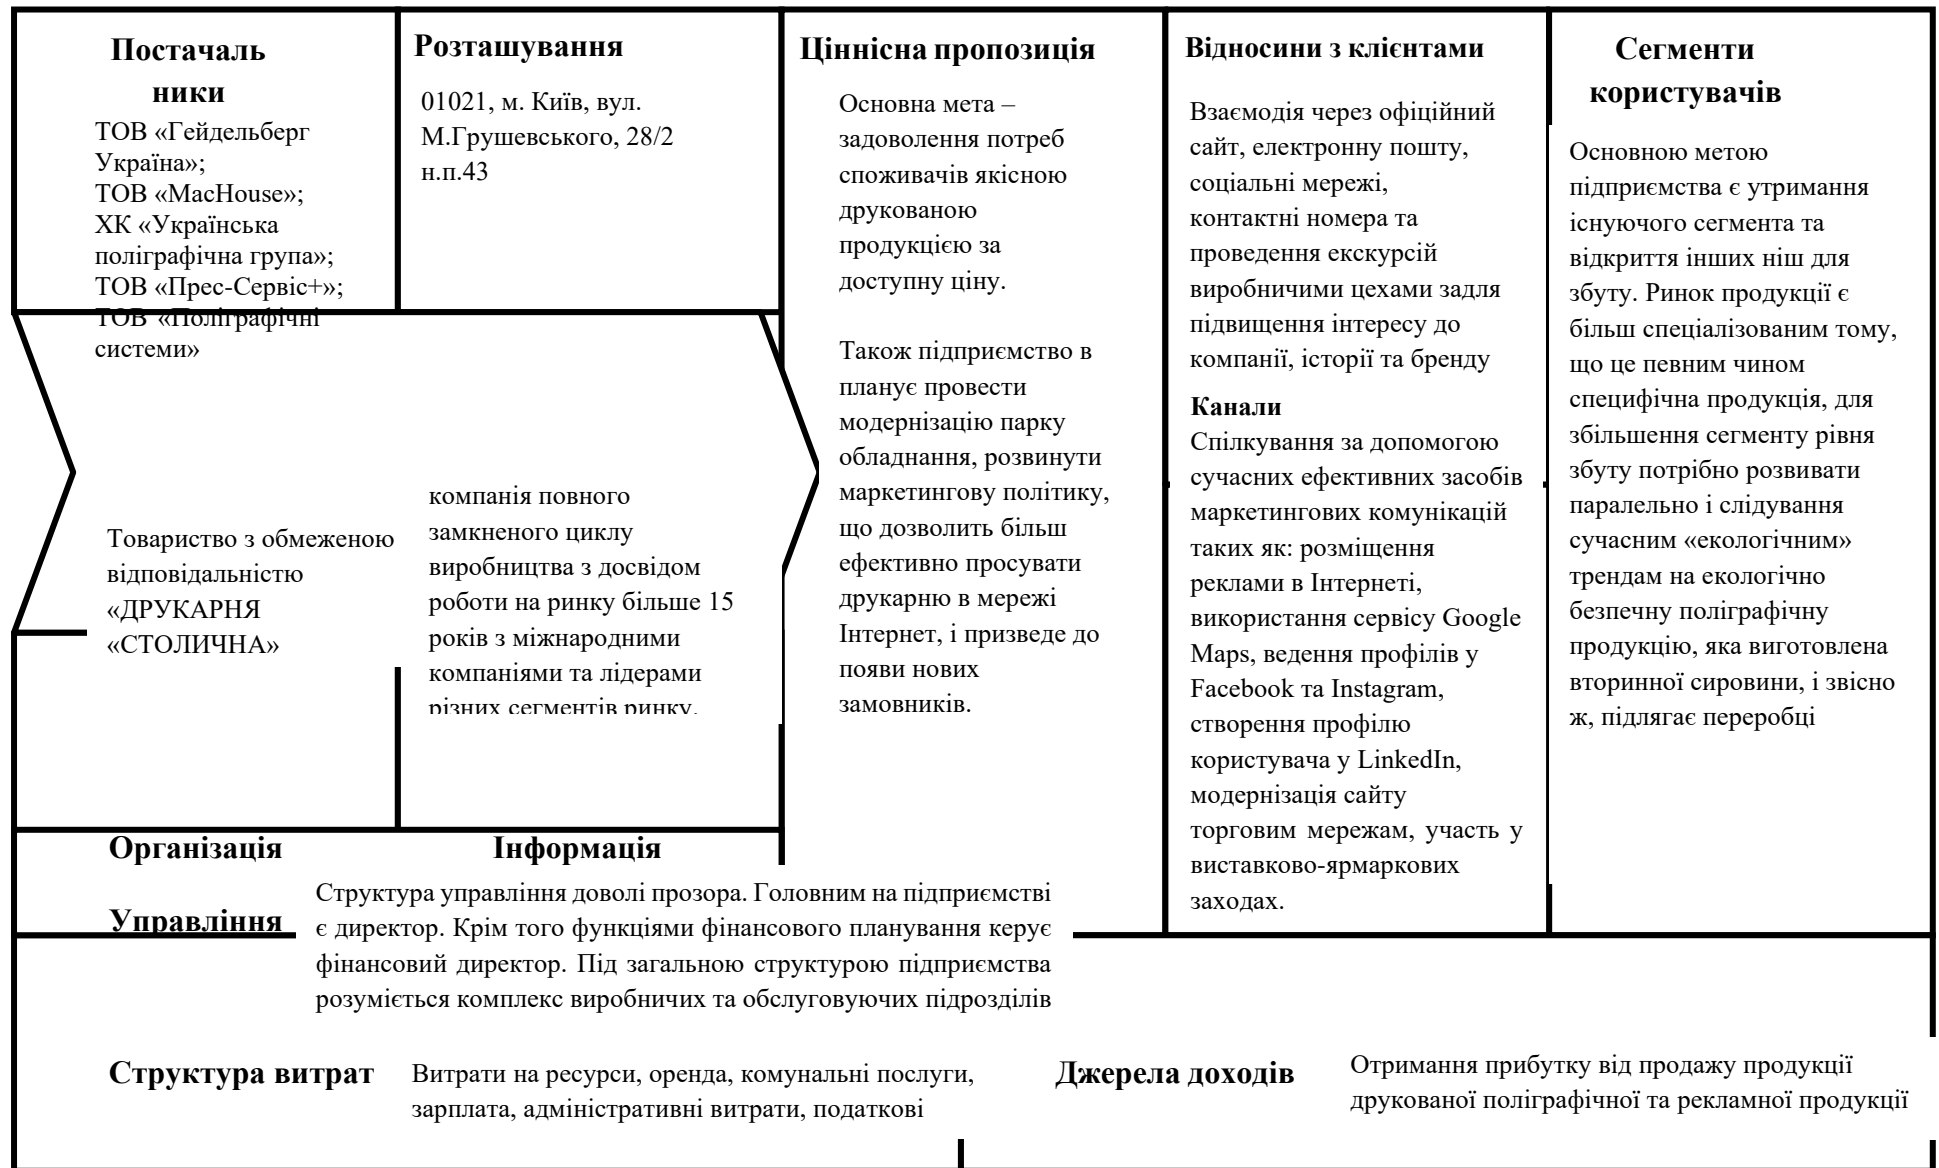 Постачаль
ники
ТОВ «Гейдельберг
Україна»;
ТОВ «MacHouse»;
ХК «Українська
поліграфічна група»;
ТОВ «Прес-Сервіс+»;
ТОВ «Поліграфічні
системи»
Розташування
01021, м. Київ, вул.
М.Грушевського, 28/2
н.п.43
Товариство з обмеженою
відповідальністю
«ДРУКАРНЯ
«СТОЛИЧНА»
компанія повного
замкненого циклу
виробництва з досвідом
роботи на ринку більше 15
років з міжнародними
компаніями та лідерами
різних сегментів ринку.
Ціннісна пропозиція
Основна мета –
задоволення потреб
споживачів якісною
друкованою
продукцією за
доступну ціну.
Також підприємство в
планує провести
модернізацію парку
обладнання, розвинути
маркетингову політику,
що дозволить більш
ефективно просувати
друкарню в мережі
Інтернет, і призведе до
появи нових
замовників.
Відносини з клієнтами
Взаємодія через офіційний
сайт, електронну пошту,
соціальні мережі,
контактні номера та
проведення екскурсій
виробничими цехами задля
підвищення інтересу до
компанії, історії та бренду
Канали
Спілкування за допомогою
сучасних ефективних засобів
маркетингових комунікацій
таких як: розміщення
реклами в Інтернеті,
використання сервісу Google
Maps, ведення профілів у
Facebook та Instagram,
створення профілю
користувача у LinkedIn,
модернізація сайту
торговим мережам, участь у
виставково-ярмаркових
заходах.
Сегменти
користувачів
Основною метою
підприємства є утримання
існуючого сегмента та
відкриття інших ніш для
збуту. Ринок продукції є
більш спеціалізованим тому,
що це певним чином
специфічна продукція, для
збільшення сегменту рівня
збуту потрібно розвивати
паралельно і слідування
сучасним «екологічним»
трендам на екологічно
безпечну поліграфічну
продукцію, яка виготовлена
вторинної сировини, і звісно
ж, підлягає переробці
Організація
Інформація
Управління
Структура управління доволі прозора. Головним на підприємстві
є директор. Крім того функціями фінансового планування керує
фінансовий директор. Під загальною структурою підприємства
розуміється комплекс виробничих та обслуговуючих підрозділів
Структура витрат
Витрати на ресурси, оренда, комунальні послуги,
зарплата, адміністративні витрати, податкові
Джерела доходів
Отримання прибутку від продажу продукції
друкованої поліграфічної та рекламної продукції